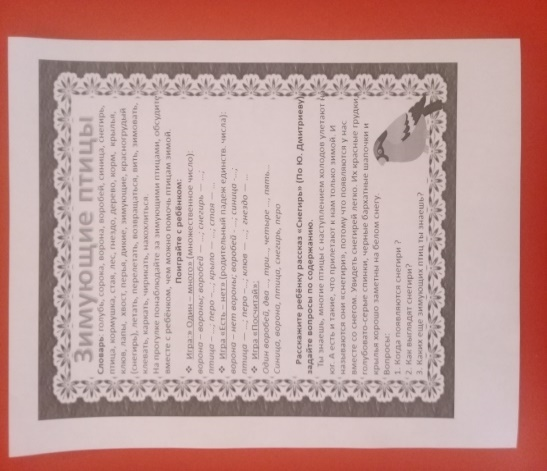 Зимующие птицы
Словарь: голубь, сорока, ворона, воробей, синица, снегирь,
птица, кормушка, стая, лес, гнездо, дерево, корм, крылья,
клюв, лапы, хвост, перья, дикие, зимующие, красногрудый
(снегирь), летать, перелетать, возвращаться, вить, зимовать,
клевать, каркать, чирикать, нахохлиться.
На прогулке понаблюдайте за зимующими птицами, обсудите
вместе с ребёнком, чем можно помочь птицам зимой.
Поиграйте с ребёнком:
❖ Игра » Один – много» (множественное число):
ворона – вороны; воробей – ...; снегирь – ...;
птица – ...; перо – ...; крыло – ...; стая – ...
❖ Игра «Есть – нет» (родительный падеж единств. числа):
ворона – нет вороны; воробей – ...; синица – ...;
птица – ...; перо – ...; клюв – ...; гнездо – ...
❖ Игра «Посчитай»:
Один воробей, два ..., три..., четыре ..., пять...
Синица, ворона, птица, снегирь, перо
Расскажите ребёнку рассказ «Снегирь» (По Ю. Дмитриеву),
задайте вопросы по содержанию.
Ты знаешь, многие птицы с наступлением холодов улетают на
юг. А есть и такие, что прилетают к нам только зимой. И
называются они «снегири», потому что появляются у нас
вместе со снегом. Увидеть снегирей легко. Их красные грудки,
голубовато-серые спинки, черные бархатные шапочки и
крылья хорошо заметны на белом снегу.
Вопросы:
1. Когда появляются снегири ?
2. Как выглядят снегири?
3. Каких еще зимующих птиц ты знаешь?